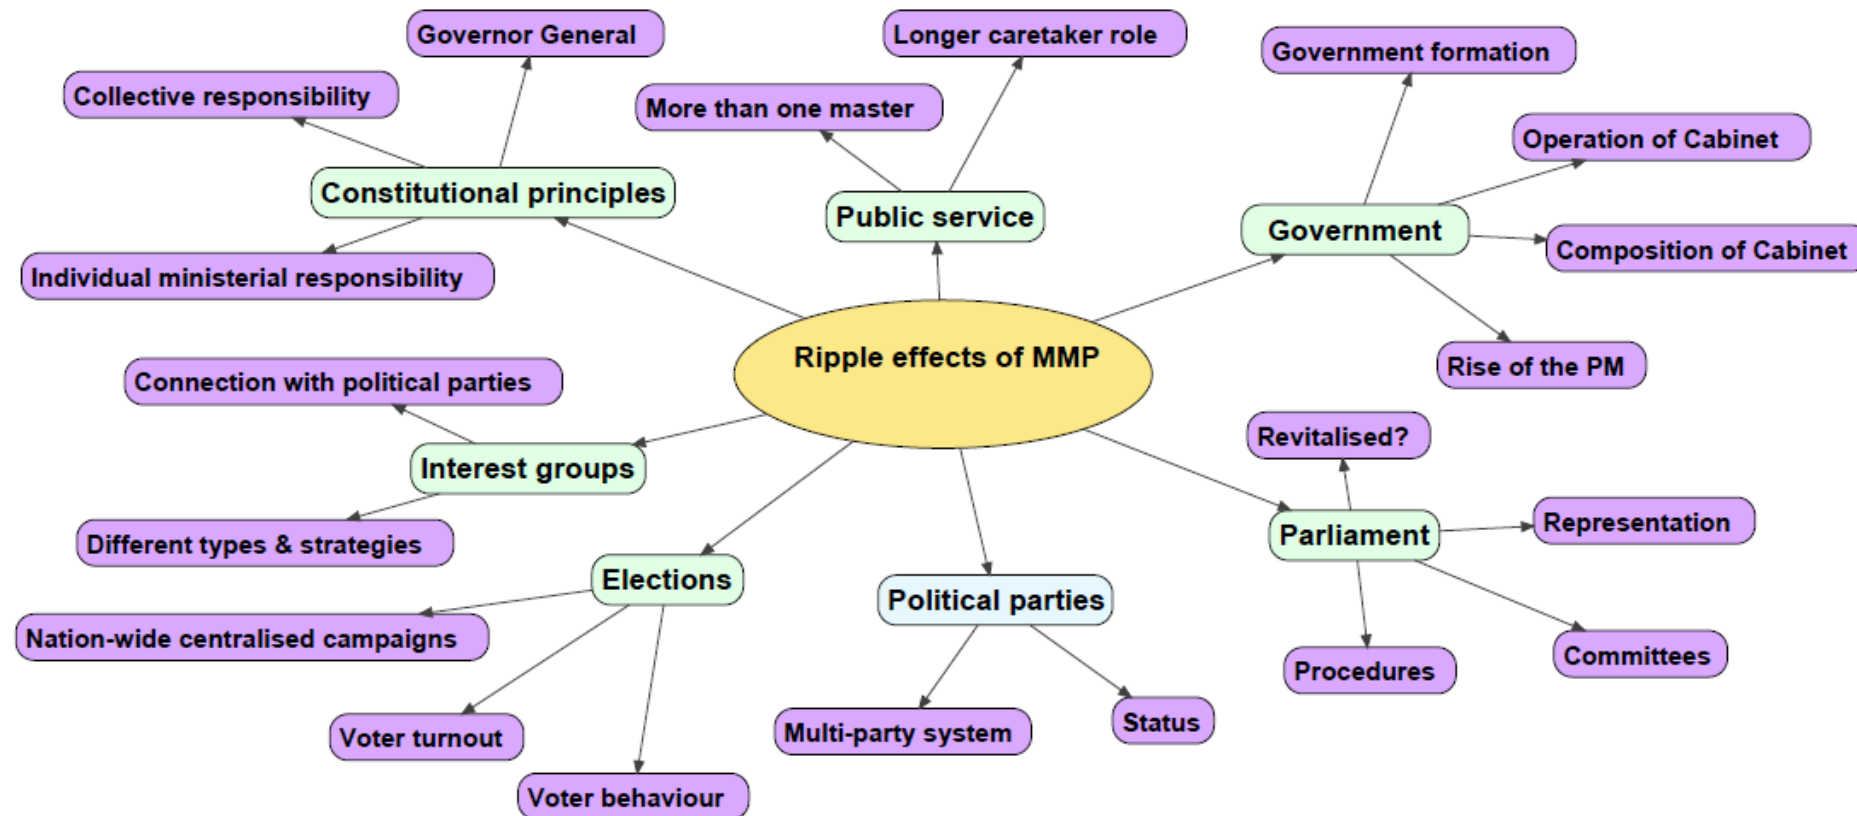 Governor General
Longer caretaker role
Government formation
Collective responsibility
More than one master
Operation of Cabinet
Constitutional principles
Public service
Government
Composition of Cabinet
Individual ministerial responsibility
Ripple effects of MMP
Rise of the PM
Connection with political parties
Revitalised?
Interest groups
Representation
Parliament
Different types & strategies
Elections
Political parties
Nation-wide centralised campaigns
Committees
Procedures
Status
Multi-party system
Voter turnout
Voter behaviour